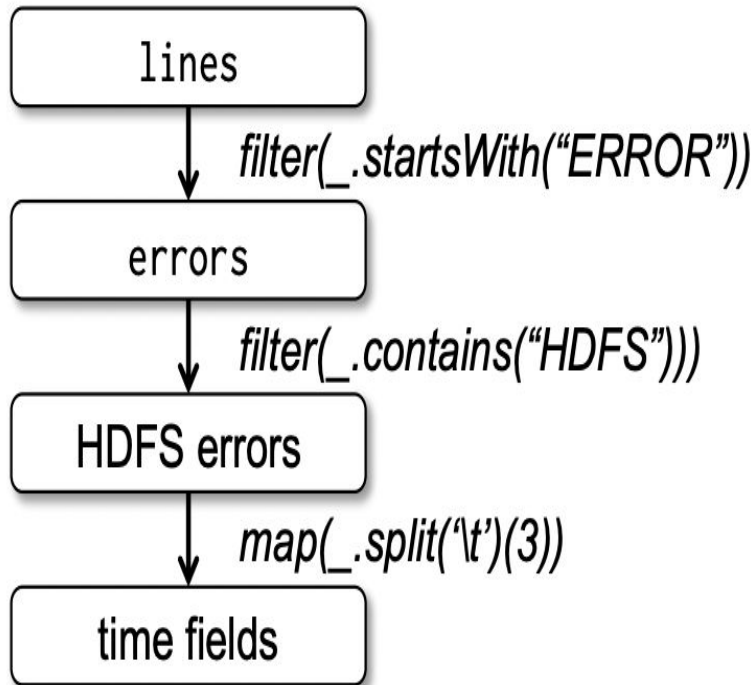 lines
filter(_.startsWith(“ERROR”))
errors
filter(_.contains(“HDFS”)))
HDFS errors
map(_.split(‘\t’)(3))
time fields